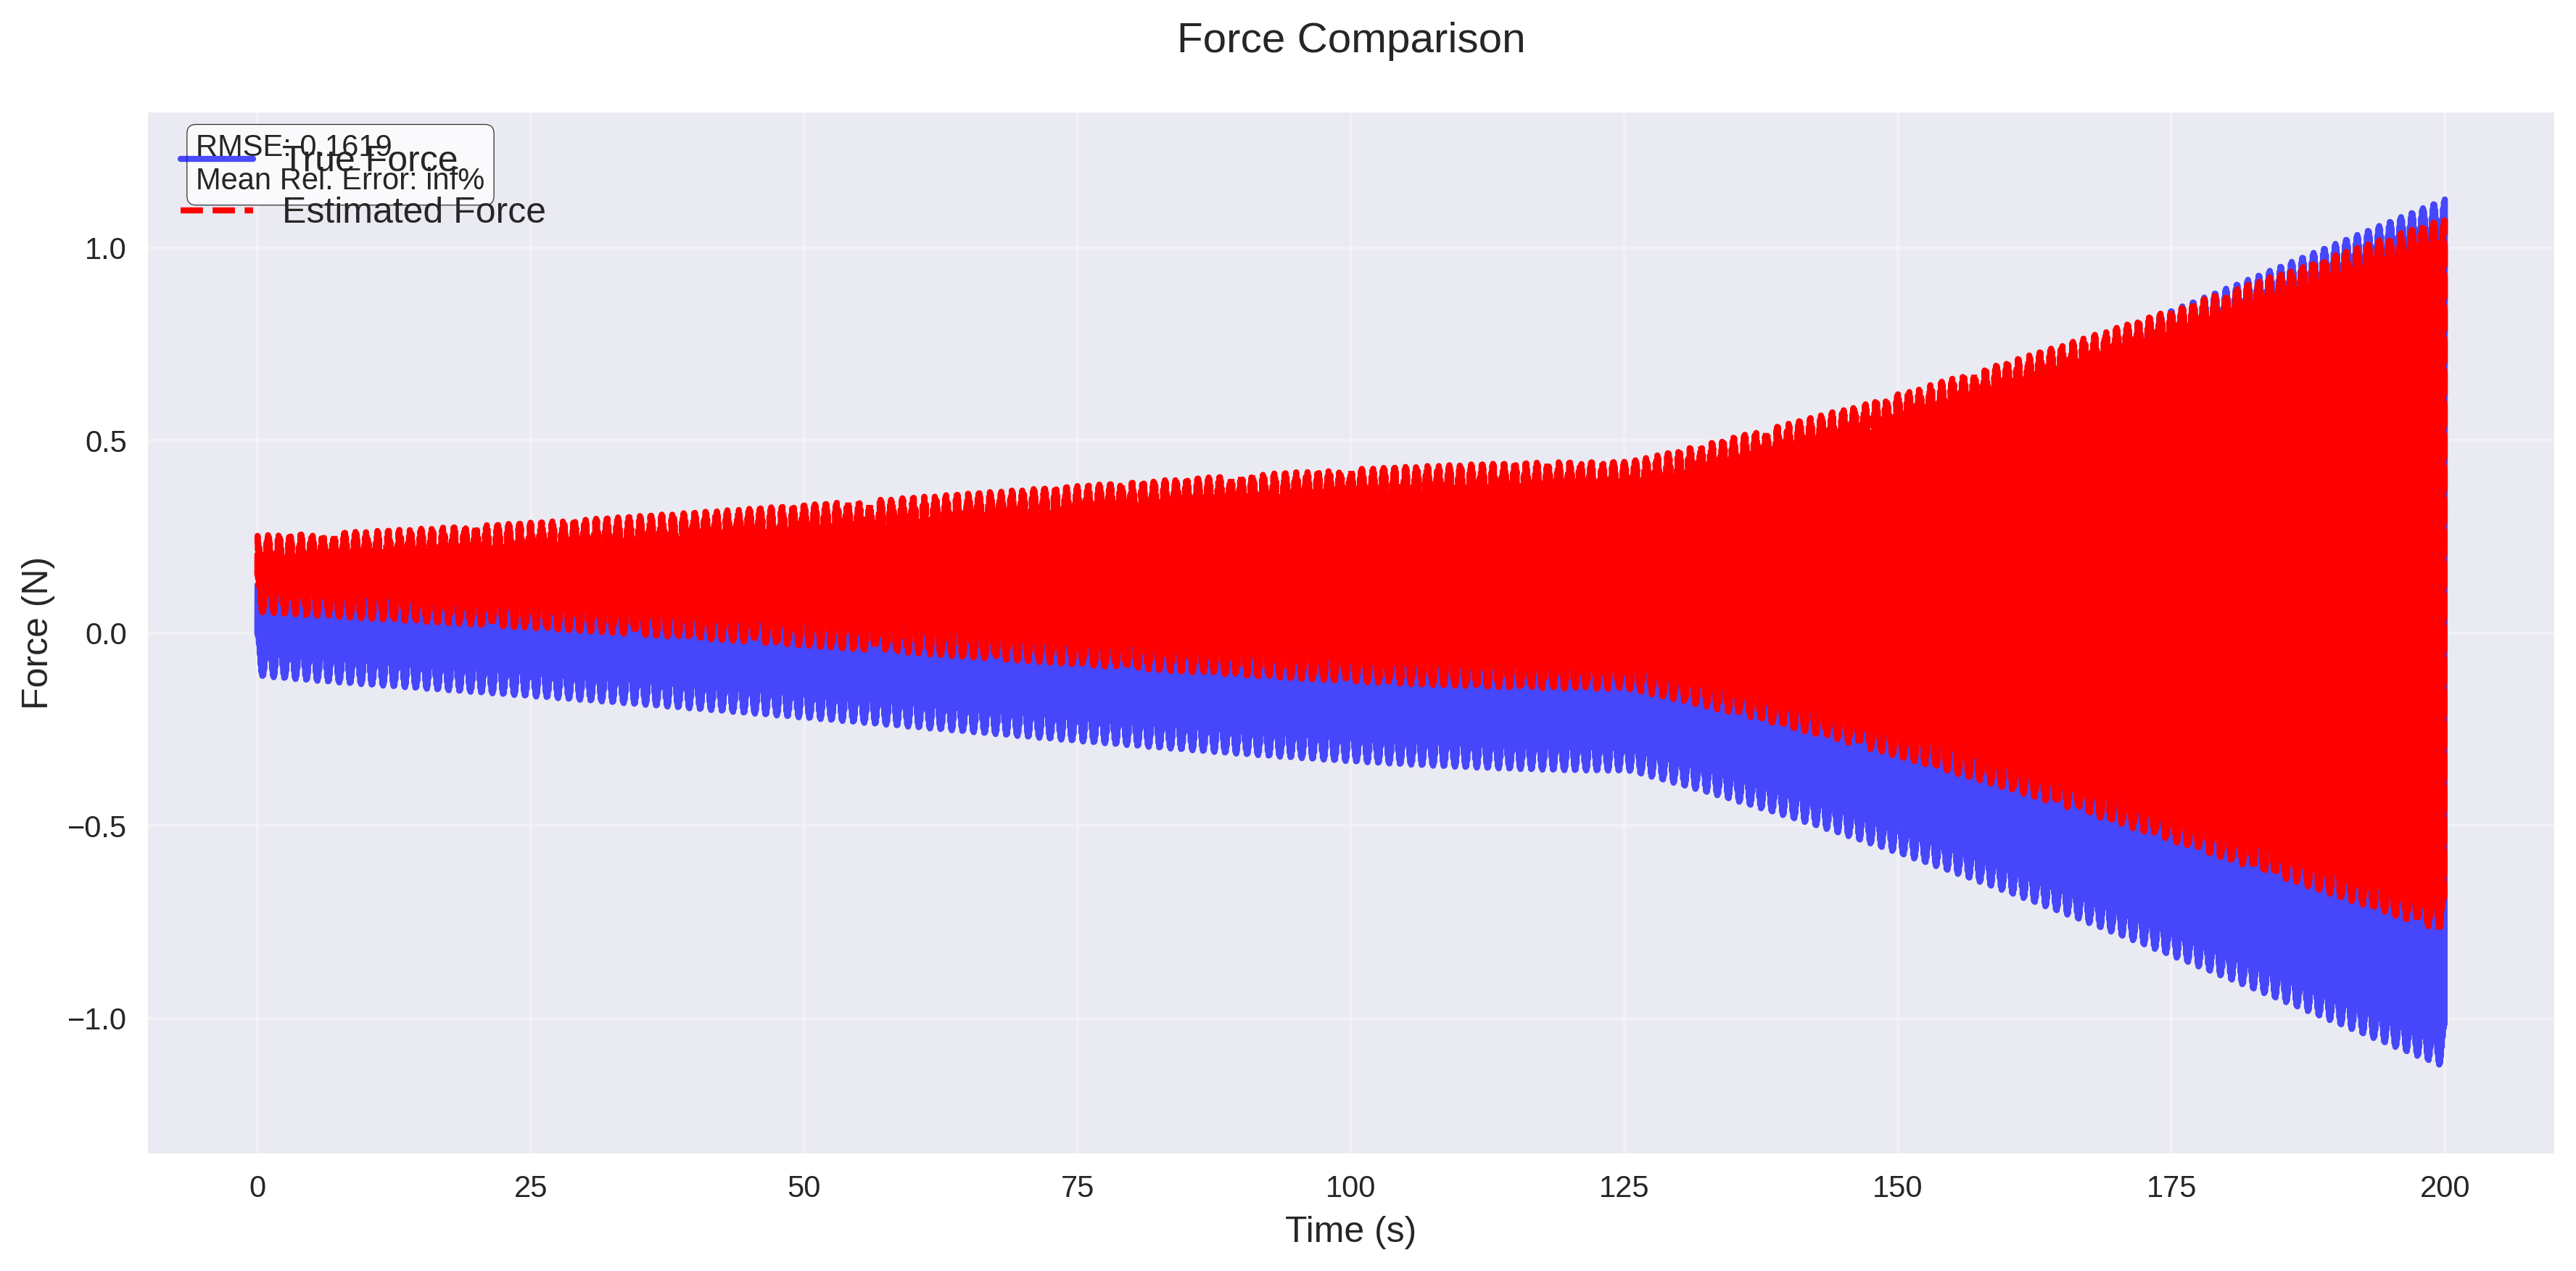 Force Comparison
RMSE: 0.1619
True Force
Mean Rel. Error: inf%
Estimated Force
1.0
0.5
0.0
−0.5
−1.0
Force (N)
0 25 50 75 100 125 150 175 200
Time (s)